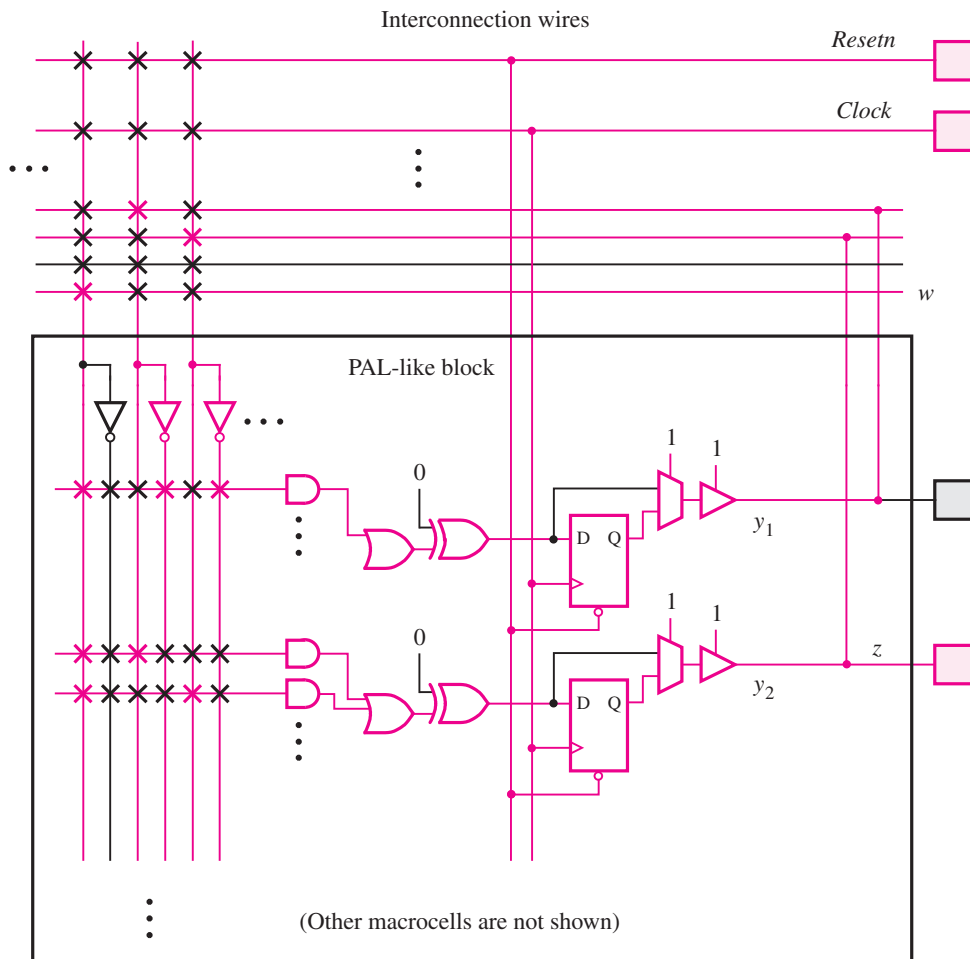 Interconnection wires
Resetn
Clock
w
PAL-like block
1
1
0
D Q
y1
1
1
0
z
D Q
y2
(Other macrocells are not shown)